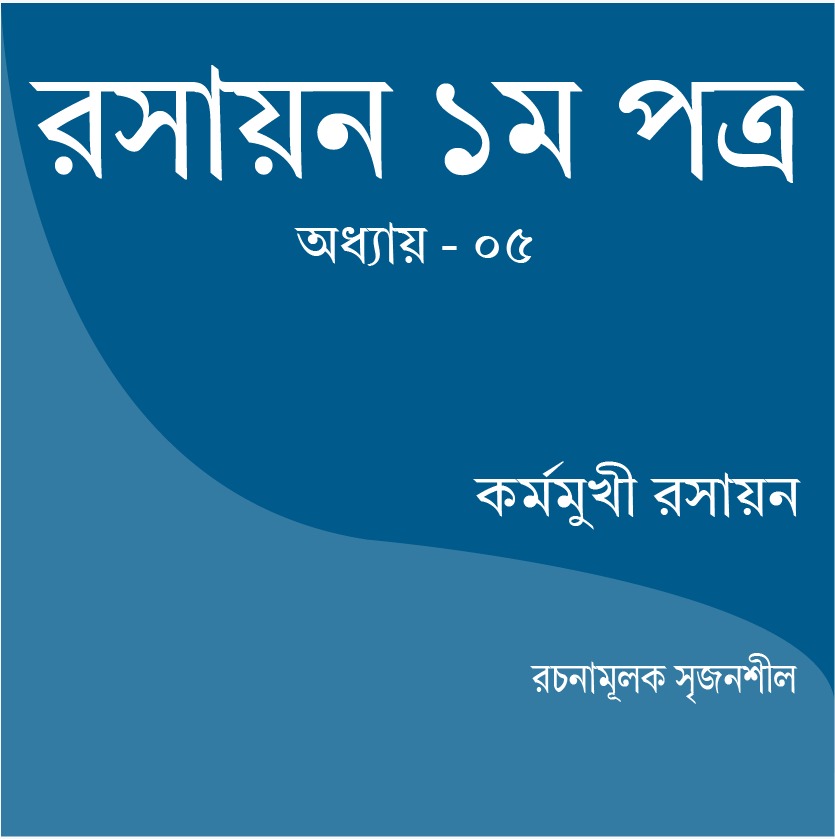 রসায়ন ১ম পত্র
অধ্যায় - ০৫
কর্মমুখী রসায়ন
রচনামূলক সৃজনশীল